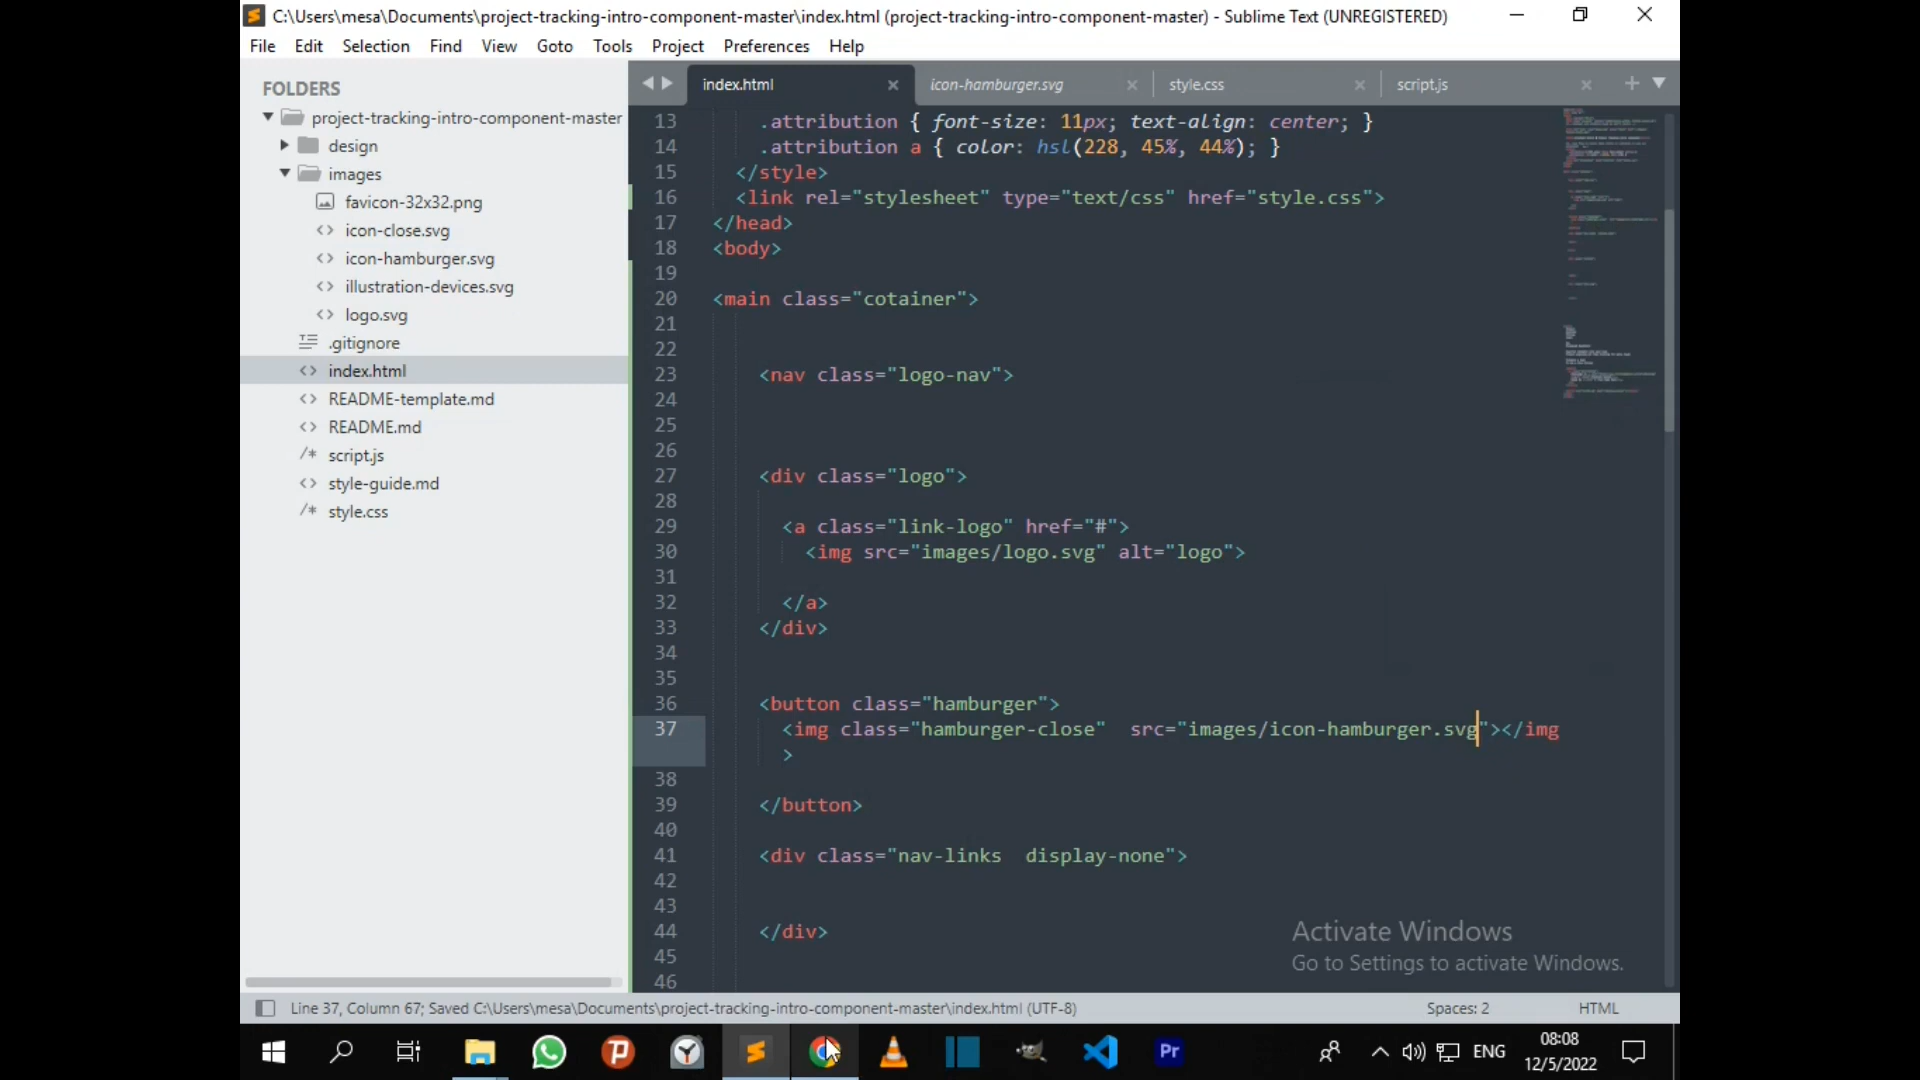 C:\Users\mesa\Documents\project-tracking-intro-component-master\index.html (project-tracking-intro-component-master) - Sublime Text (UNREGISTERED)
File Edit Selection Find View Goto Tools Project Preferences Help
FOLDERS
project-tracking-intro-component-master
design
images
favicon-32x32.png
icon-close.svg
icon-hamburger.svg
illustration-devices.svg
logo.svg
.gitignore
index.html
README-template.md
README.md
script.js
style-guide.md
style.css
index.html icon-hamburger.svg style.css script.js
13 .attribution { font-size: 11px; text-align: center; }
14 .attribution a { color: hsl(228, 45%, 44%); }
15 </style>
16 <link rel="stylesheet" type="text/css" href="style.css">
17 </head>
18 <body>
19
20 <main class="cotainer">
21
22
23 <nav class="logo-nav">
24
25
26
27 <div class="logo">
28
29 <a class="link-logo" href="#">
30 <img src="images/logo.svg" alt="logo">
31
32 </a>
33 </div>
34
35
36 <button class="hamburger">
37 <img class="hamburger-close"  src="images/icon-hamburger.svg"></img
>
38
39 </button>
40
41 <div class="nav-links  display-none">
42
43
44 </div>
45
46
Activate Windows
Go to Settings to activate Windows.
Line 37, Column 67; Saved C:\Users\mesa\Documents\project-tracking-intro-component-master\index.html (UTF-8) Spaces: 2 HTML
Pr
ENG
08:08
12/5/2022